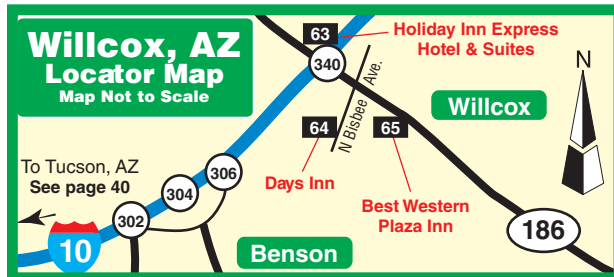 Willcox, AZ
Locator Map
Map Not to Scale
63
Holiday Inn Express
Hotel & Suites
340
N Bisbee Ave.
N
Willcox
64
65
To Tucson, AZ
See page 40
306
304
302
Days Inn
Best Western
Plaza Inn
10
Benson
186